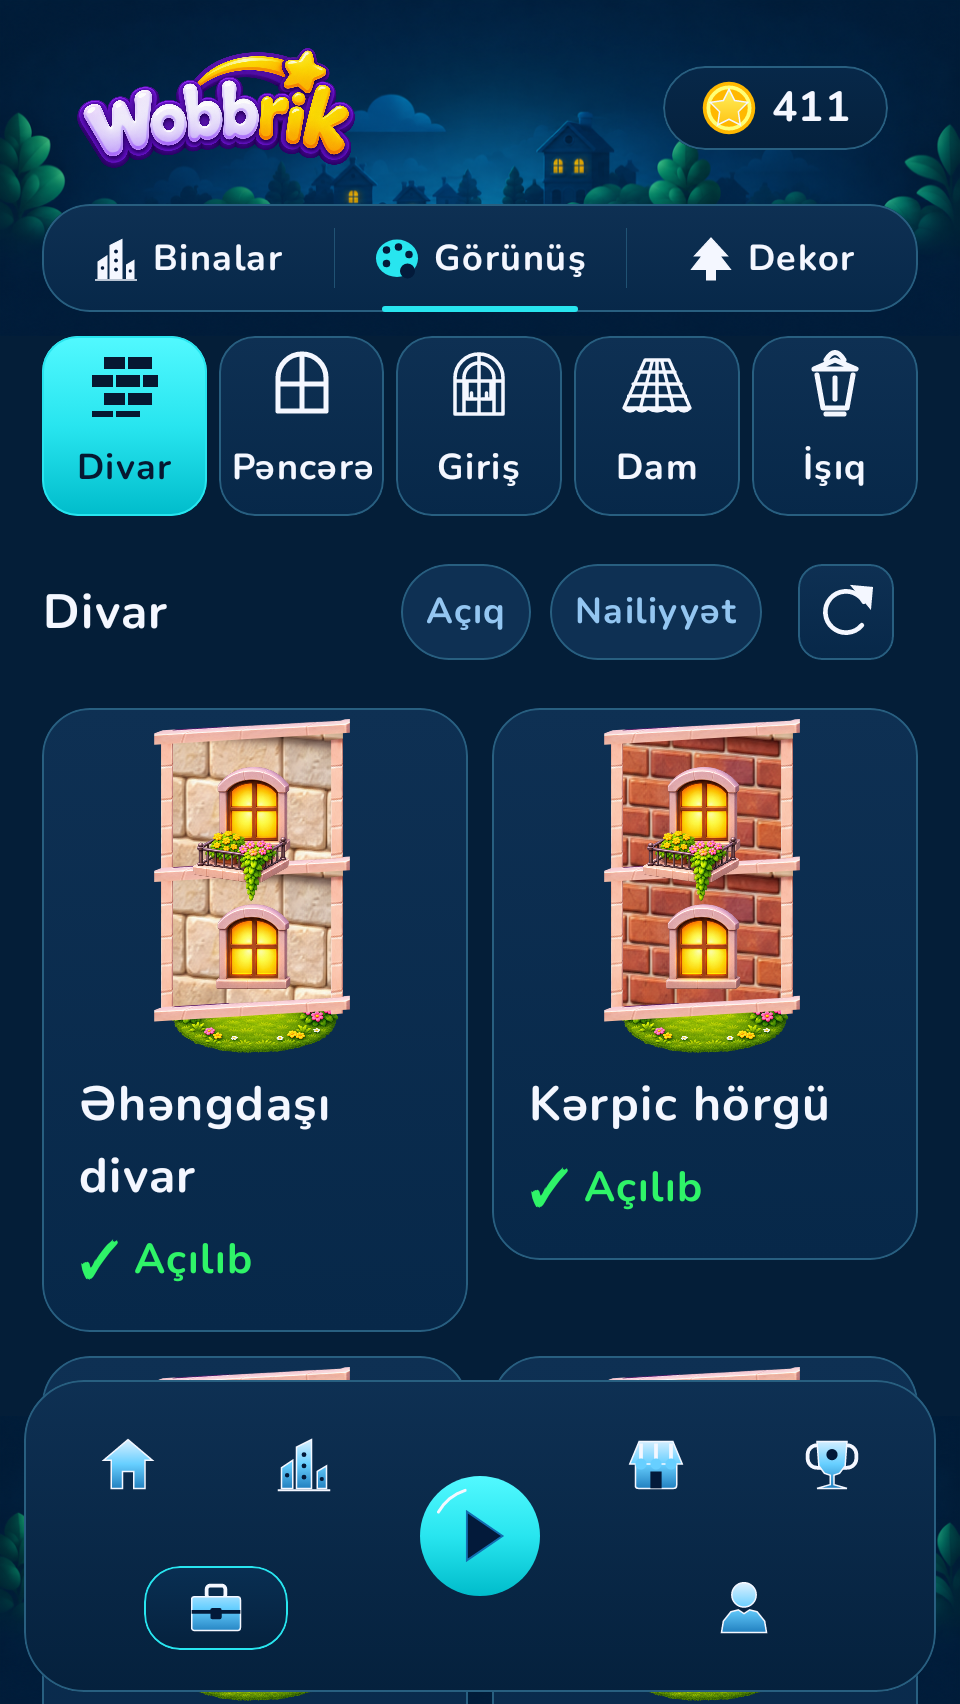 Wobbrik
411
Binalar
Görünüş
Dekor
Divar
Pəncərə
Giriş
Dam
İşıq
Divar
Açıq
Nailiyyət
Əhəngdaşı
divar
✓ Açılıb
Kərpic hörgü
✓ Açılıb